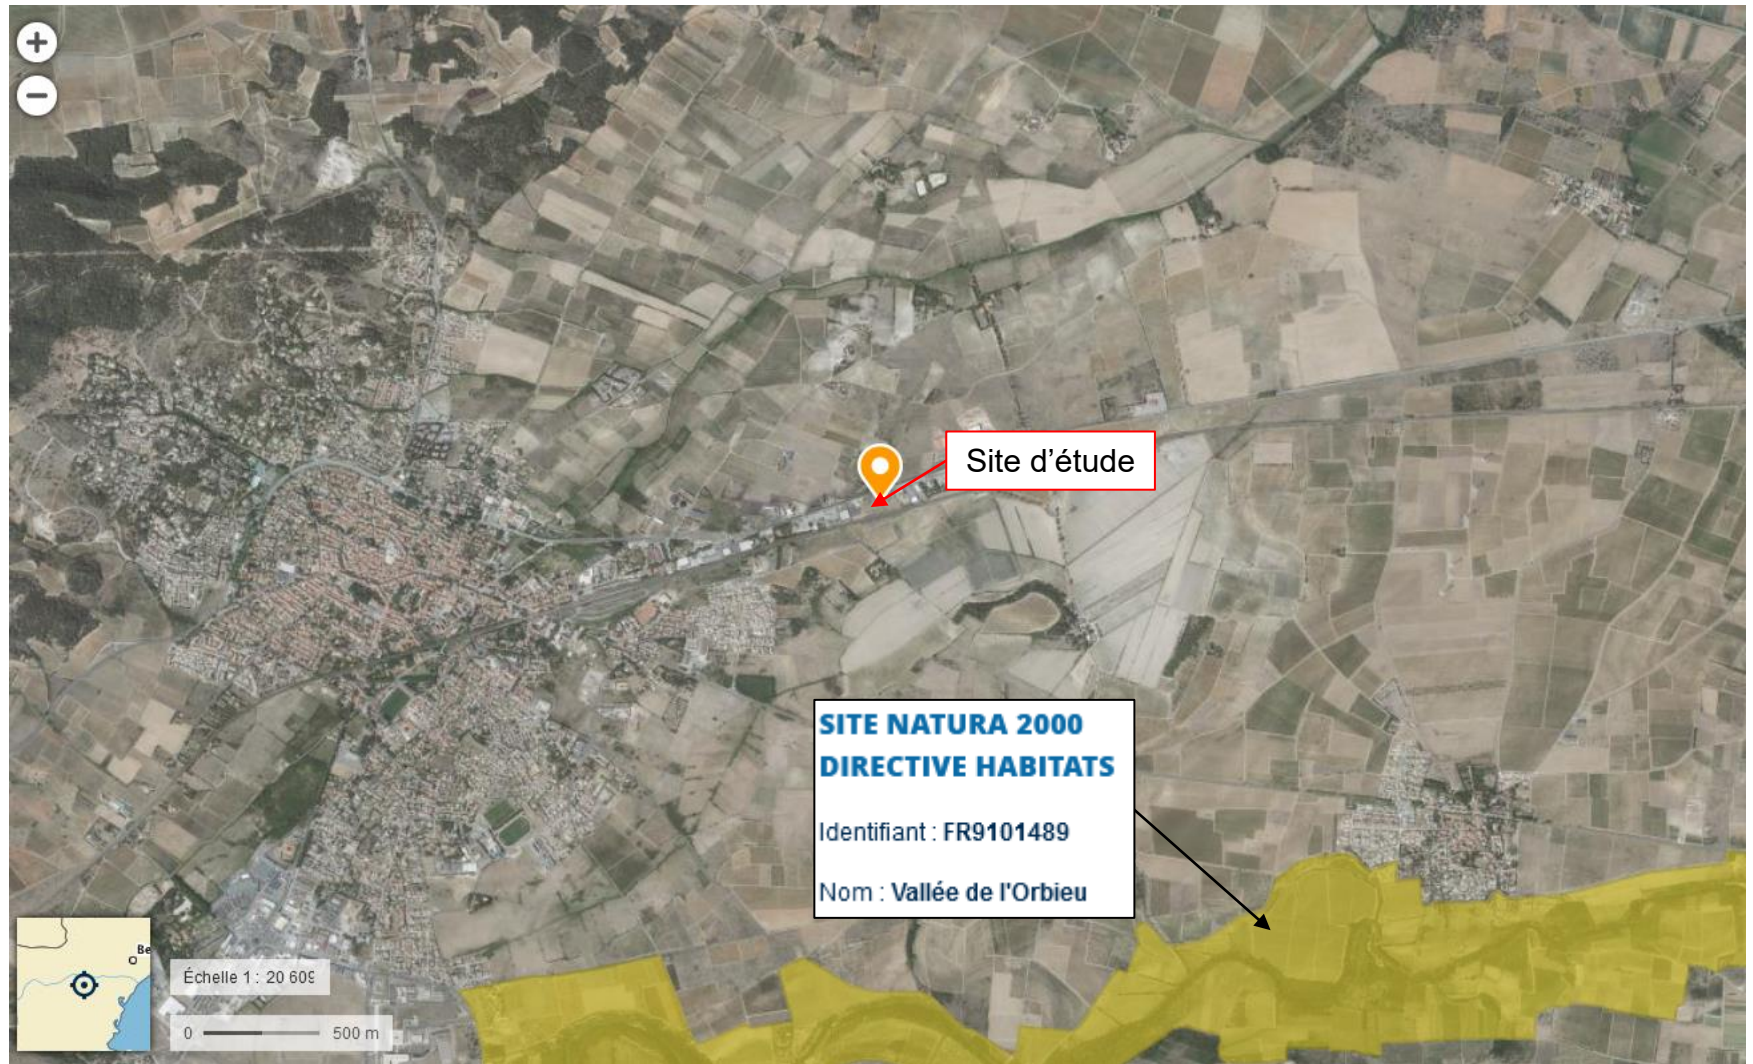 +
−
Site d’étude
SITE NATURA 2000
DIRECTIVE HABITATS
Identifiant : FR9101489
Nom : Vallée de l'Orbieu
Be
Échelle 1 : 20 609
0 500 m